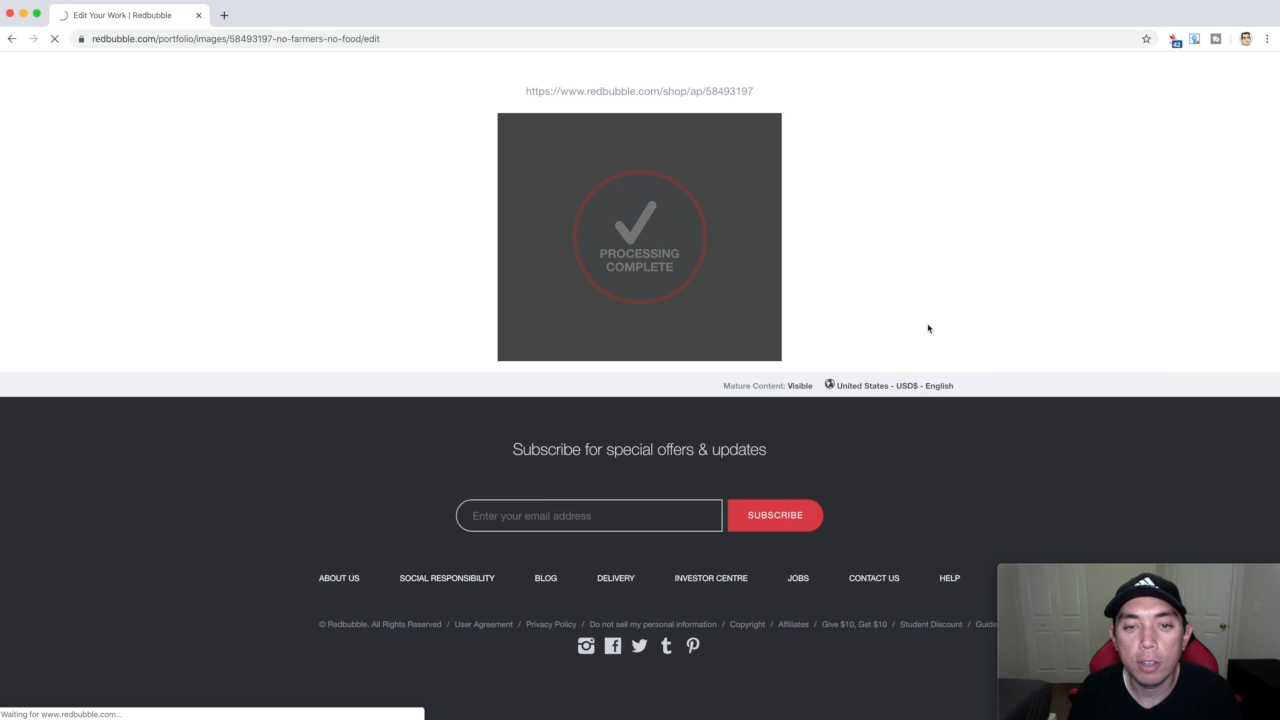 Edit Your Work | Redbubble
redbubble.com/portfolio/images/58493197-no-farmers-no-food/edit
42
https://www.redbubble.com/shop/ap/58493197
PROCESSING
COMPLETE
Mature Content: Visible United States - USD$ - English
Subscribe for special offers & updates
Enter your email address SUBSCRIBE
ABOUT US SOCIAL RESPONSIBILITY BLOG DELIVERY INVESTOR CENTRE JOBS CONTACT US HELP
© Redbubble. All Rights Reserved / User Agreement / Privacy Policy / Do not sell my personal information / Copyright / Affiliates / Give $10, Get $10 / Student Discount / Guide
Waiting for www.redbubble.com...